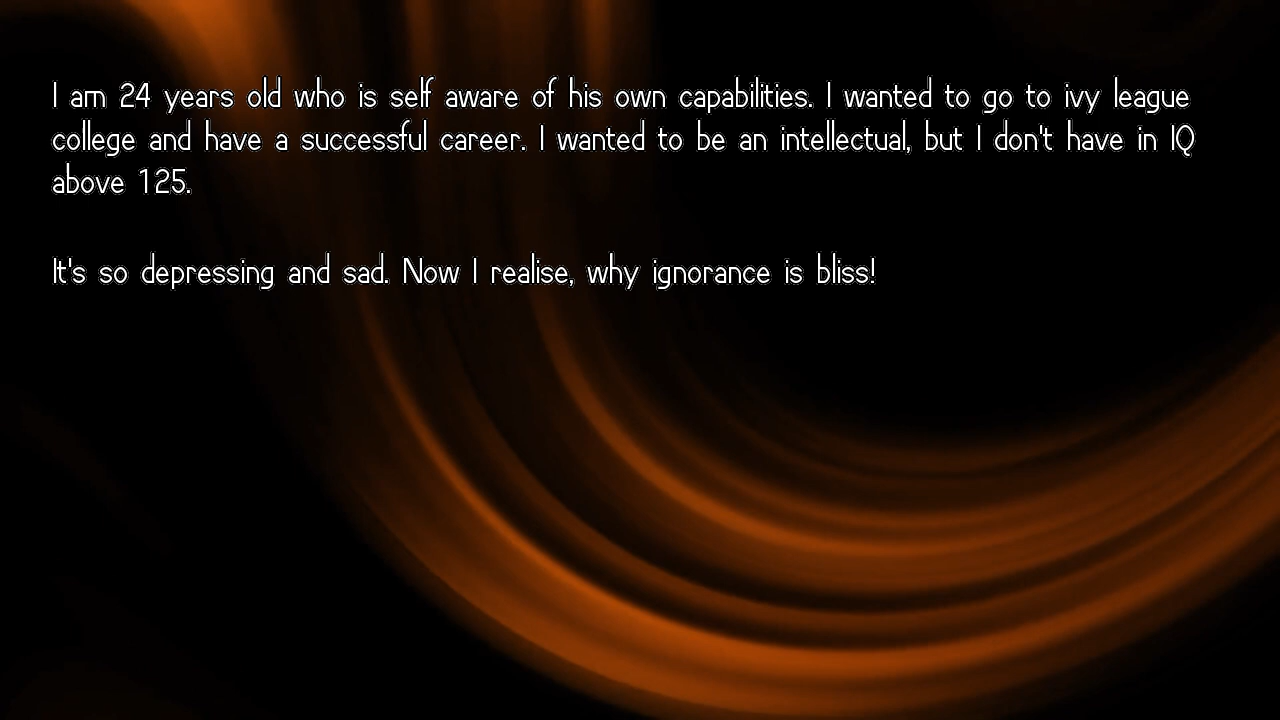 I am 24 years old who is self aware of his own capabilities. I wanted to go to ivy league
college and have a successful career. I wanted to be an intellectual, but I don't have in IQ
above 125.
It's so depressing and sad. Now I realise, why ignorance is bliss!